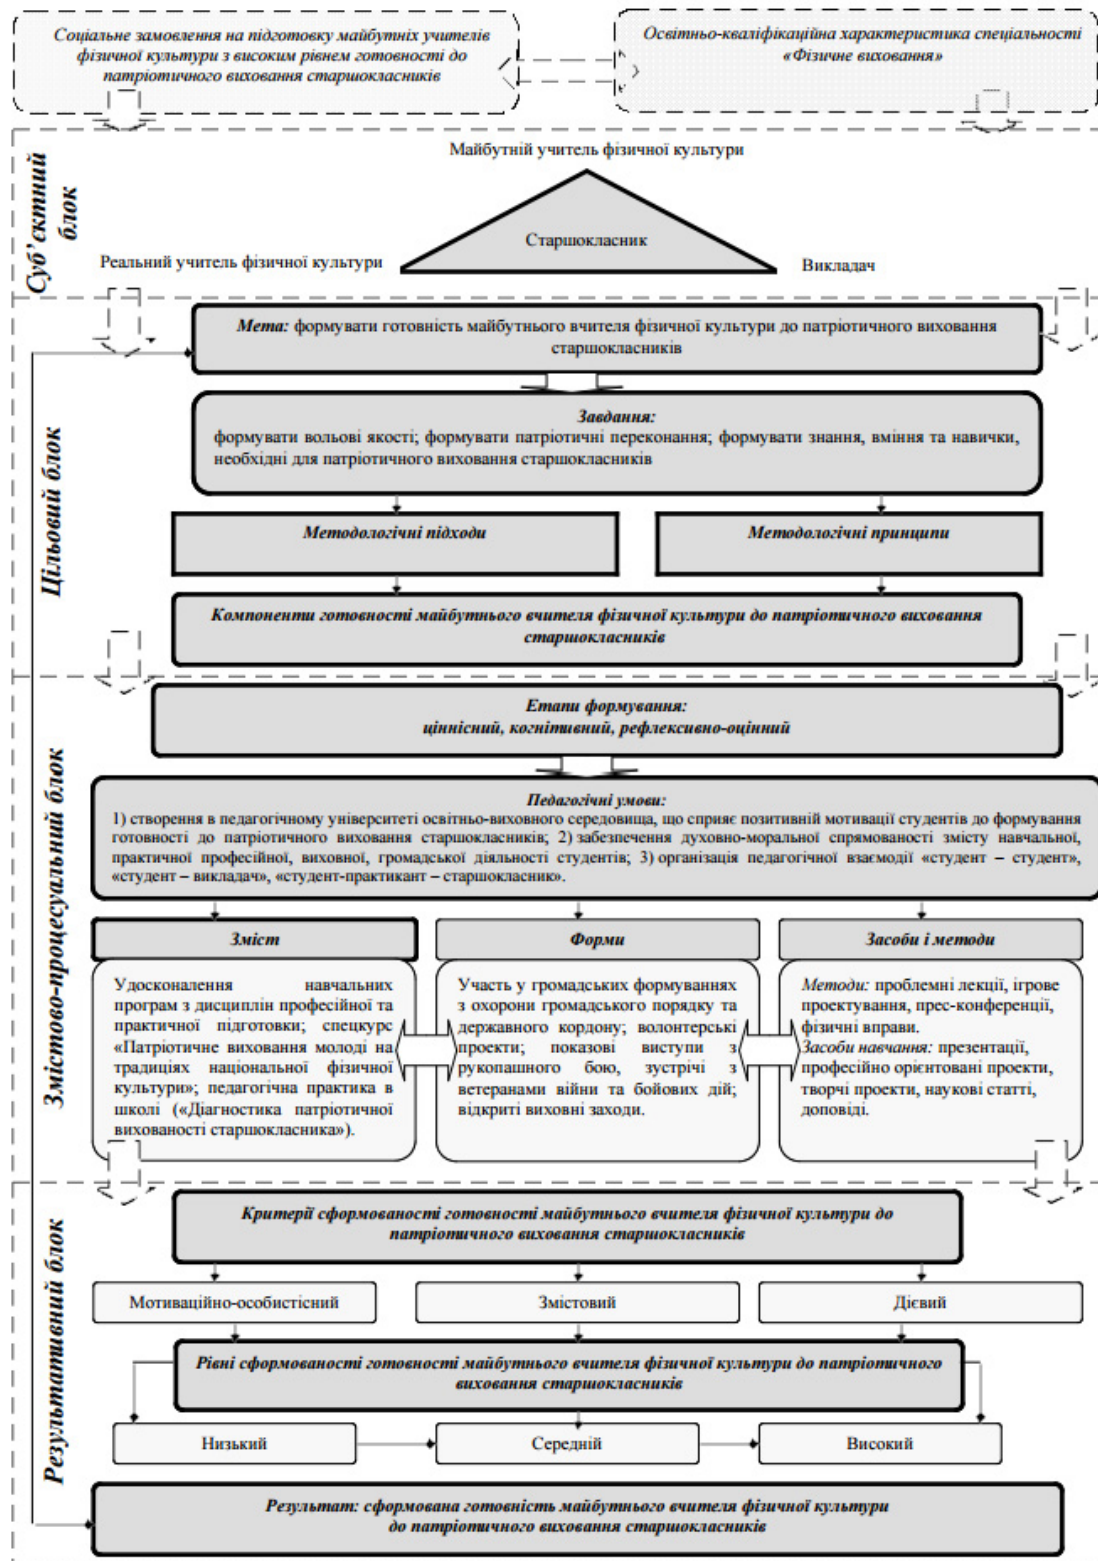 Соціальне замовлення на підготовку майбутніх учителів
фізичної культури з високим рівнем готовності до
патріотичного виховання старшокласників
Освітньо-кваліфікаційна характеристика спеціальності
«Фізичне виховання»
Суб’єктний
блок
Майбутній учитель фізичної культури
Старшокласник
Реальний учитель фізичної культури
Викладач
Цільовий блок
Мета: формувати готовність майбутнього вчителя фізичної культури до патріотичного виховання
старшокласників
Завдання:
формувати вольові якості; формувати патріотичні переконання; формувати знання, вміння та навички,
необхідні для патріотичного виховання старшокласників
Методологічні підходи
Методологічні принципи
Компоненти готовності майбутнього вчителя фізичної культури до патріотичного виховання
старшокласників
Змістово-процесуальний блок
Етапи формування:
ціннісний, когнітивний, рефлексивно-оцінний
Педагогічні умови:
1) створення в педагогічному університеті освітньо-виховного середовища, що сприяє позитивній мотивації студентів до формування
готовності до патріотичного виховання старшокласників; 2) забезпечення духовно-моральної спрямованості змісту навчальної,
практичної професійної, виховної, громадської діяльності студентів; 3) організація педагогічної взаємодії «студент – студент»,
«студент – викладач», «студент-практикант – старшокласник».
Зміст
Удосконалення навчальних
програм з дисциплін професійної та
практичної підготовки; спецкурс
«Патріотичне виховання молоді на
традиціях національної фізичної
культури»; педагогічна практика в
школі («Діагностика патріотичної
вихованості старшокласника»).
Форми
Участь у громадських формуваннях
з охорони громадського порядку та
державного кордону; волонтерські
проекти; показові виступи з
рукопашного бою, зустрічі з
ветеранами війни та бойових дій;
відкриті виховні заходи.
Засоби і методи
Методи: проблемні лекції, ігрове
проектування, прес-конференції,
фізичні вправи.
Засоби навчання: презентації,
професійно орієнтовані проекти,
творчі проекти, наукові статті,
доповіді.
Результативний блок
Критерії сформованості готовності майбутнього вчителя фізичної культури до
патріотичного виховання старшокласників
Мотиваційно-особистісний
Змістовий
Дієвий
Рівні сформованості готовності майбутнього вчителя фізичної культури до патріотичного
виховання старшокласників
Низький
Середній
Високий
Результат: сформована готовність майбутнього вчителя фізичної культури
до патріотичного виховання старшокласників